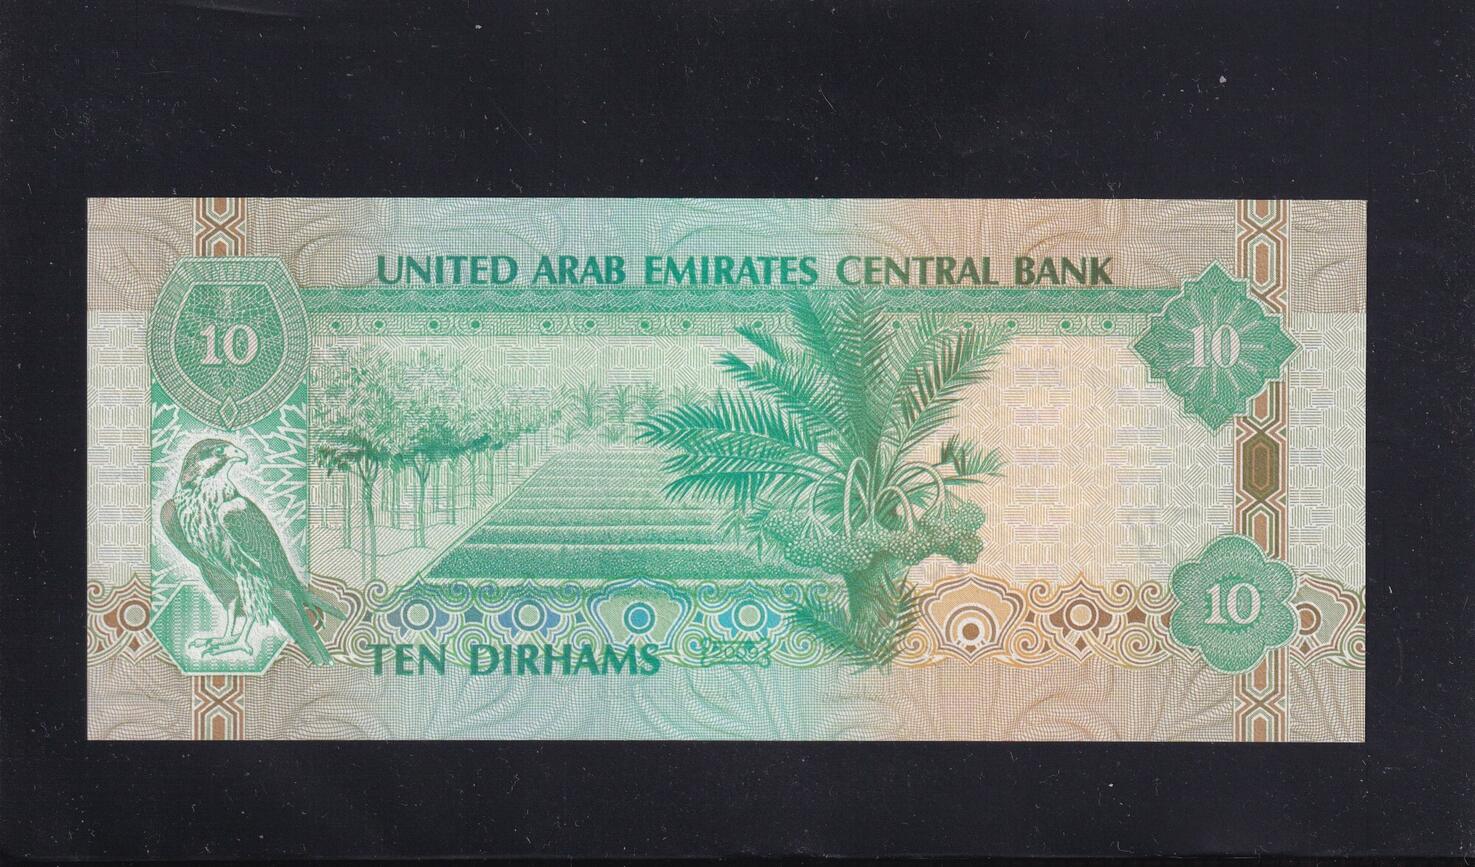 UNITED ARAB EMIRATES CENTRAL BANK
10
10
10
TEN DIRHAMS